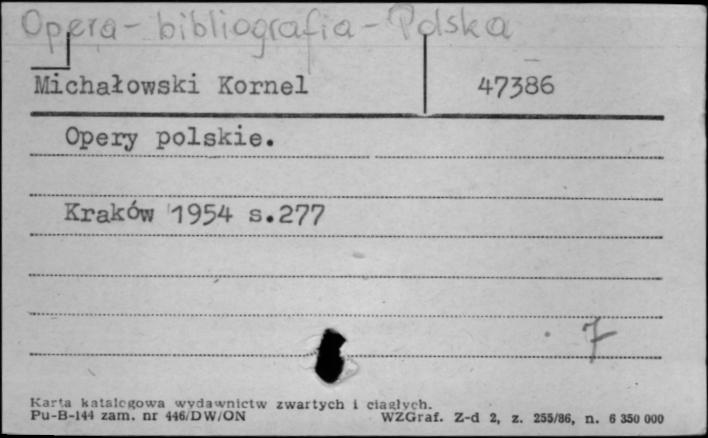 Opera - bibliografia - Polska
Michałowski Kornel 47386
Opery polskie.
Kraków 1954 s.277
7
Karta katalogowa wydawnictw zwartych i ciągłych.
Pu-B-144 zam. nr 446/DW/ON WZGraf. Z-d 2, z. 255/86, n. 6 350 000